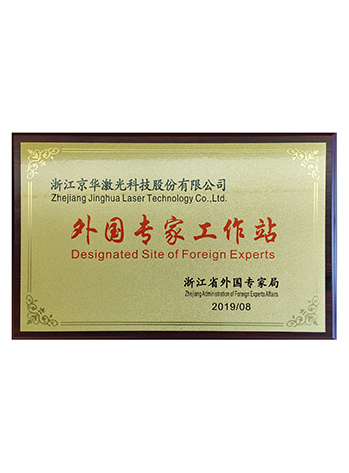 浙江京华激光科技股份有限公司
Zhejiang Jinghua Laser Technology Co.,Ltd.
外国专家工作站
Designated Site of Foreign Experts
浙江省外国专家局
Zhejiang Administration of Foreign Experts Affairs
2019/08